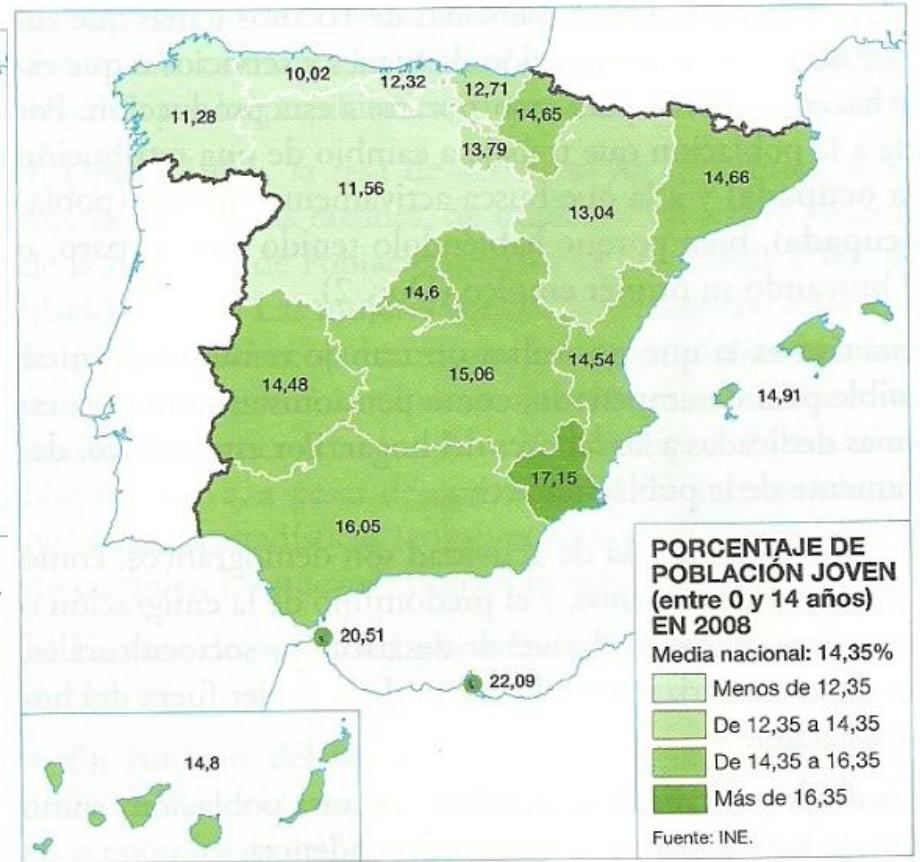 10,02
12,32
12,71
14,65
11,28
13,79
14,66
11,56
13,04
14,6
14,48
15,06
14,54
14,91
17,15
16,05
20,51
22,09
14,8
PORCENTAJE DE
POBLACIÓN JOVEN
(entre 0 y 14 años)
EN 2008
Media nacional: 14,35%
Menos de 12,35
De 12,35 a 14,35
De 14,35 a 16,35
Más de 16,35
Fuente: INE.